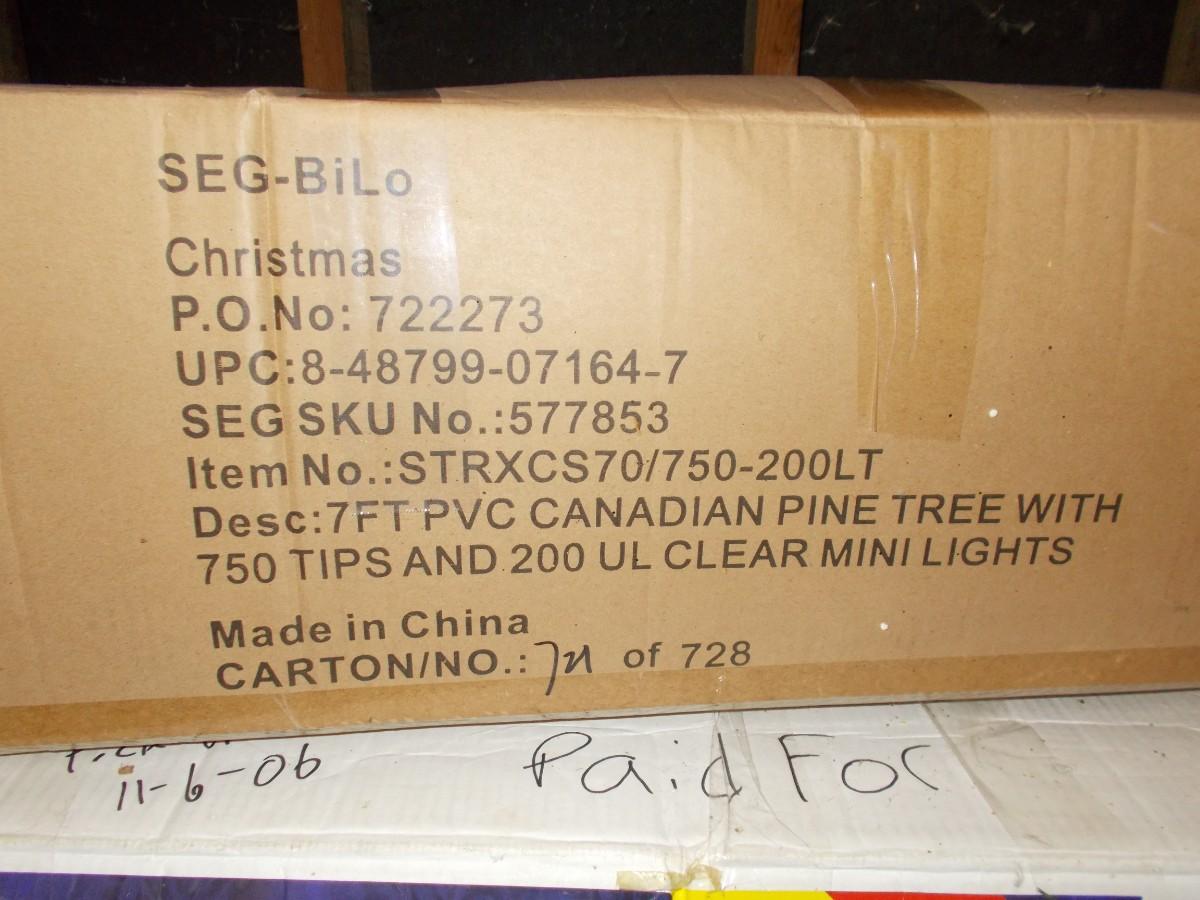 SEG-BiLo
Christmas
P.O.No: 722273
UPC:8-48799-07164-7
SEG SKU No.:577853
Item No.:STRXCS70/750-200LT
Desc:7FT PVC CANADIAN PINE TREE WITH
750 TIPS AND 200 UL CLEAR MINI LIGHTS
Made in China
CARTON/NO.: of 728
11-6-06
Paid For